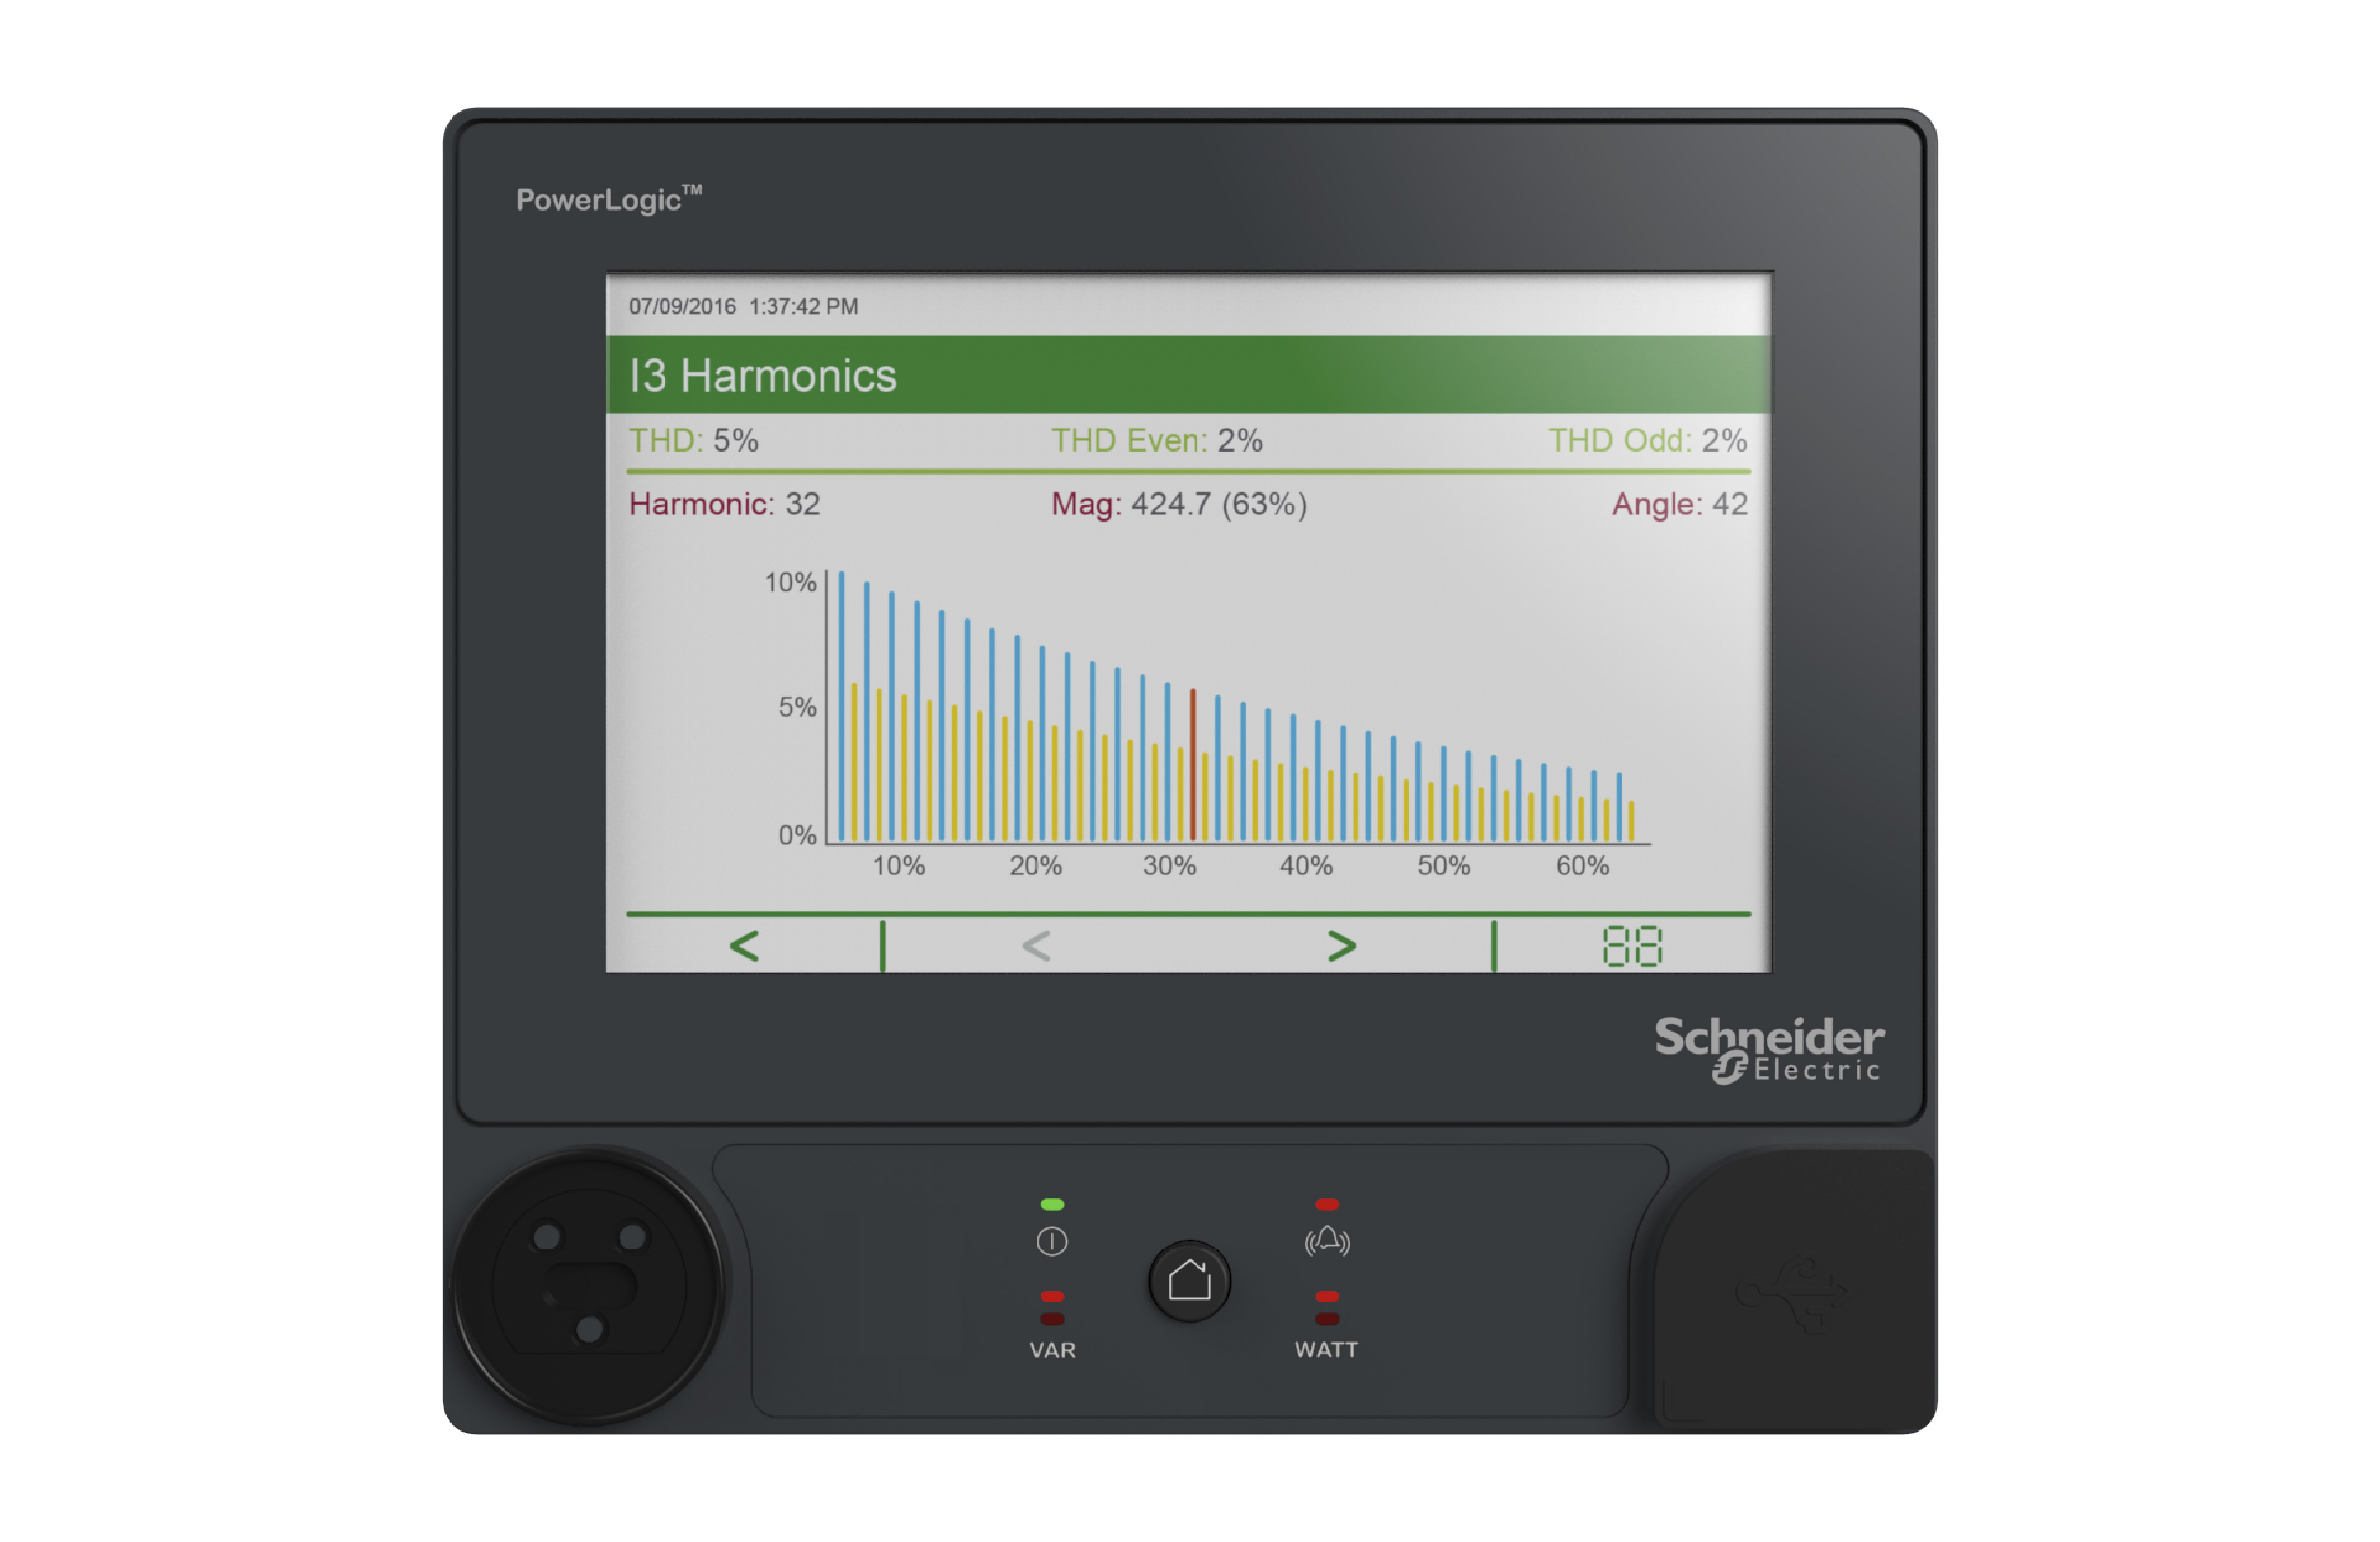 PowerLogic™
07/09/2016 1:37:42 PM
I3 Harmonics
THD: 5% THD Even: 2% THD Odd: 2%
Harmonic: 32 Mag: 424.7 (63%) Angle: 42
10%
5%
0%
10% 20% 30% 40% 50% 60%
< < > 88
Schneider
Electric
VAR WATT